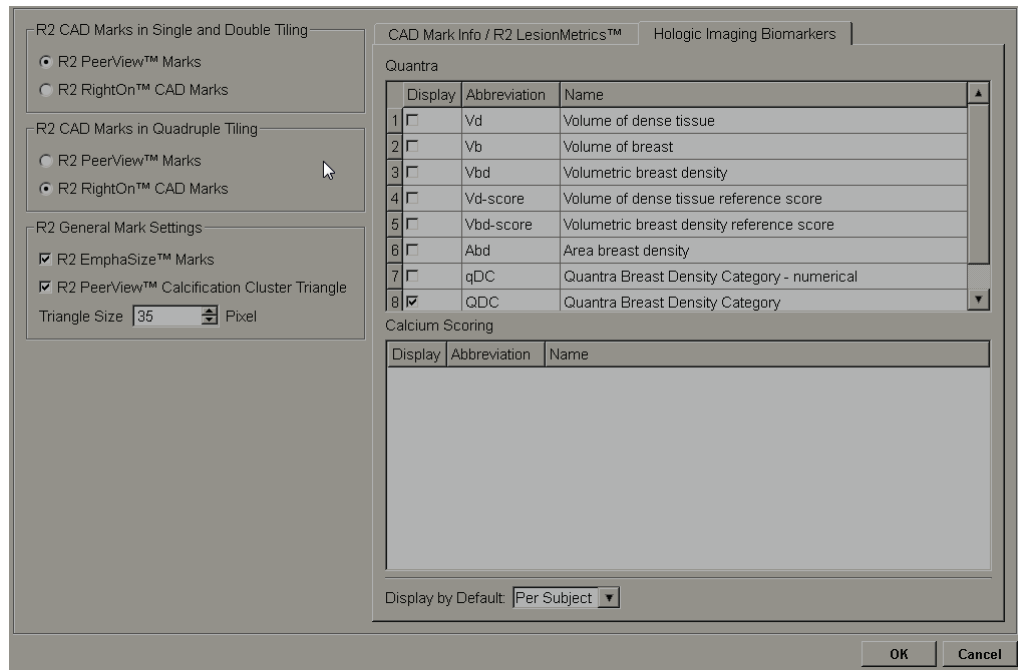 R2 CAD Marks in Single and Double Tiling
R2 PeerView™ Marks
R2 RightOn™ CAD Marks
R2 CAD Marks in Quadruple Tiling
R2 PeerView™ Marks
R2 RightOn™ CAD Marks
R2 General Mark Settings
R2 EmphaSize™ Marks
R2 PeerView™ Calcification Cluster Triangle
Triangle Size 35 Pixel
CAD Mark Info / R2 LesionMetrics™ Hologic Imaging Biomarkers
Quantra
Display Abbreviation Name
1 Vd Volume of dense tissue
2 Vb Volume of breast
3 Vbd Volumetric breast density
4 Vd-score Volume of dense tissue reference score
5 Vbd-score Volumetric breast density reference score
6 Abd Area breast density
7 qDC Quantra Breast Density Category - numerical
8 QDC Quantra Breast Density Category
Calcium Scoring
Display Abbreviation Name
Display by Default: Per Subject
OK Cancel